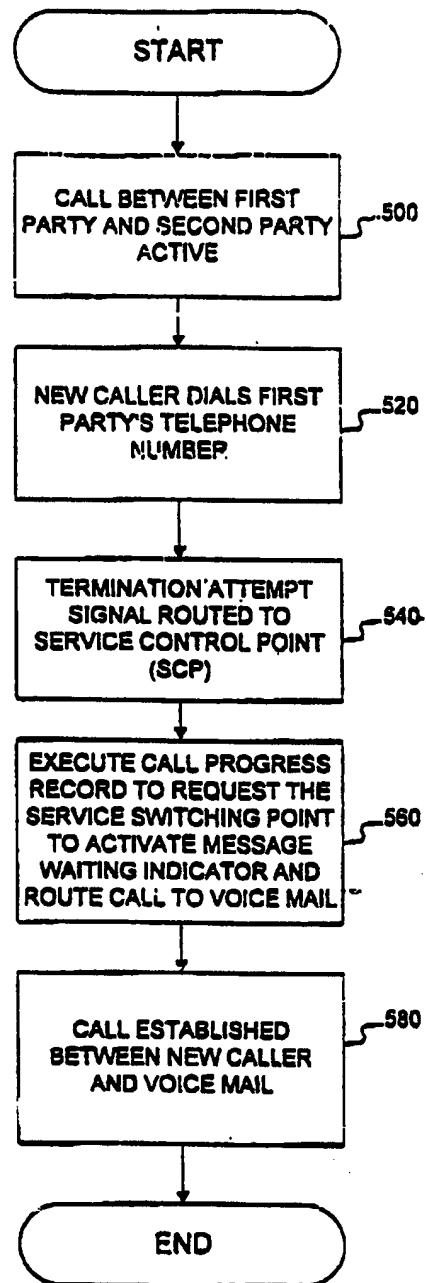 START
CALL BETWEEN FIRST
PARTY AND SECOND PARTY
ACTIVE
500
NEW CALLER DIALS FIRST
PARTY'S TELEPHONE
NUMBER
520
TERMINATION ATTEMPT
SIGNAL ROUTED TO
SERVICE CONTROL POINT
(SCP)
540
EXECUTE CALL PROGRESS
RECORD TO REQUEST THE
SERVICE SWITCHING POINT
TO ACTIVATE MESSAGE
WAITING INDICATOR AND
ROUTE CALL TO VOICE MAIL
560
CALL ESTABLISHED
BETWEEN NEW CALLER
AND VOICE MAIL
580
END